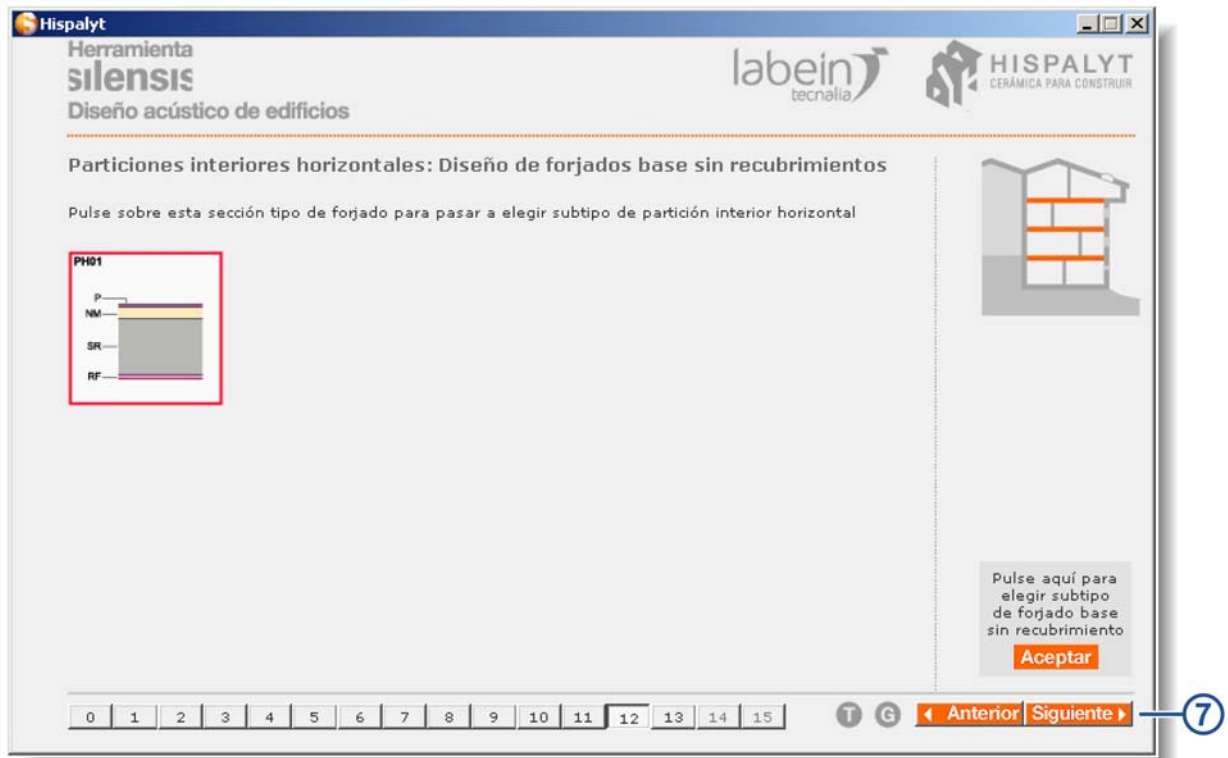 Hispalyt
Herramienta
silensis
Diseño acústico de edificios
labein
tecnalia
HISPALYT
CERÁMICA PARA CONSTRUIR
Particiones interiores horizontales: Diseño de forjados base sin recubrimientos
Pulse sobre esta sección tipo de forjado para pasar a elegir subtipo de partición interior horizontal
PH01
P
NM
SR
RF
Pulse aquí para
elegir subtipo
de forjado base
sin recubrimiento
Aceptar
0 1 2 3 4 5 6 7 8 9 10 11 12 13 14 15
T G Anterior Siguiente
7